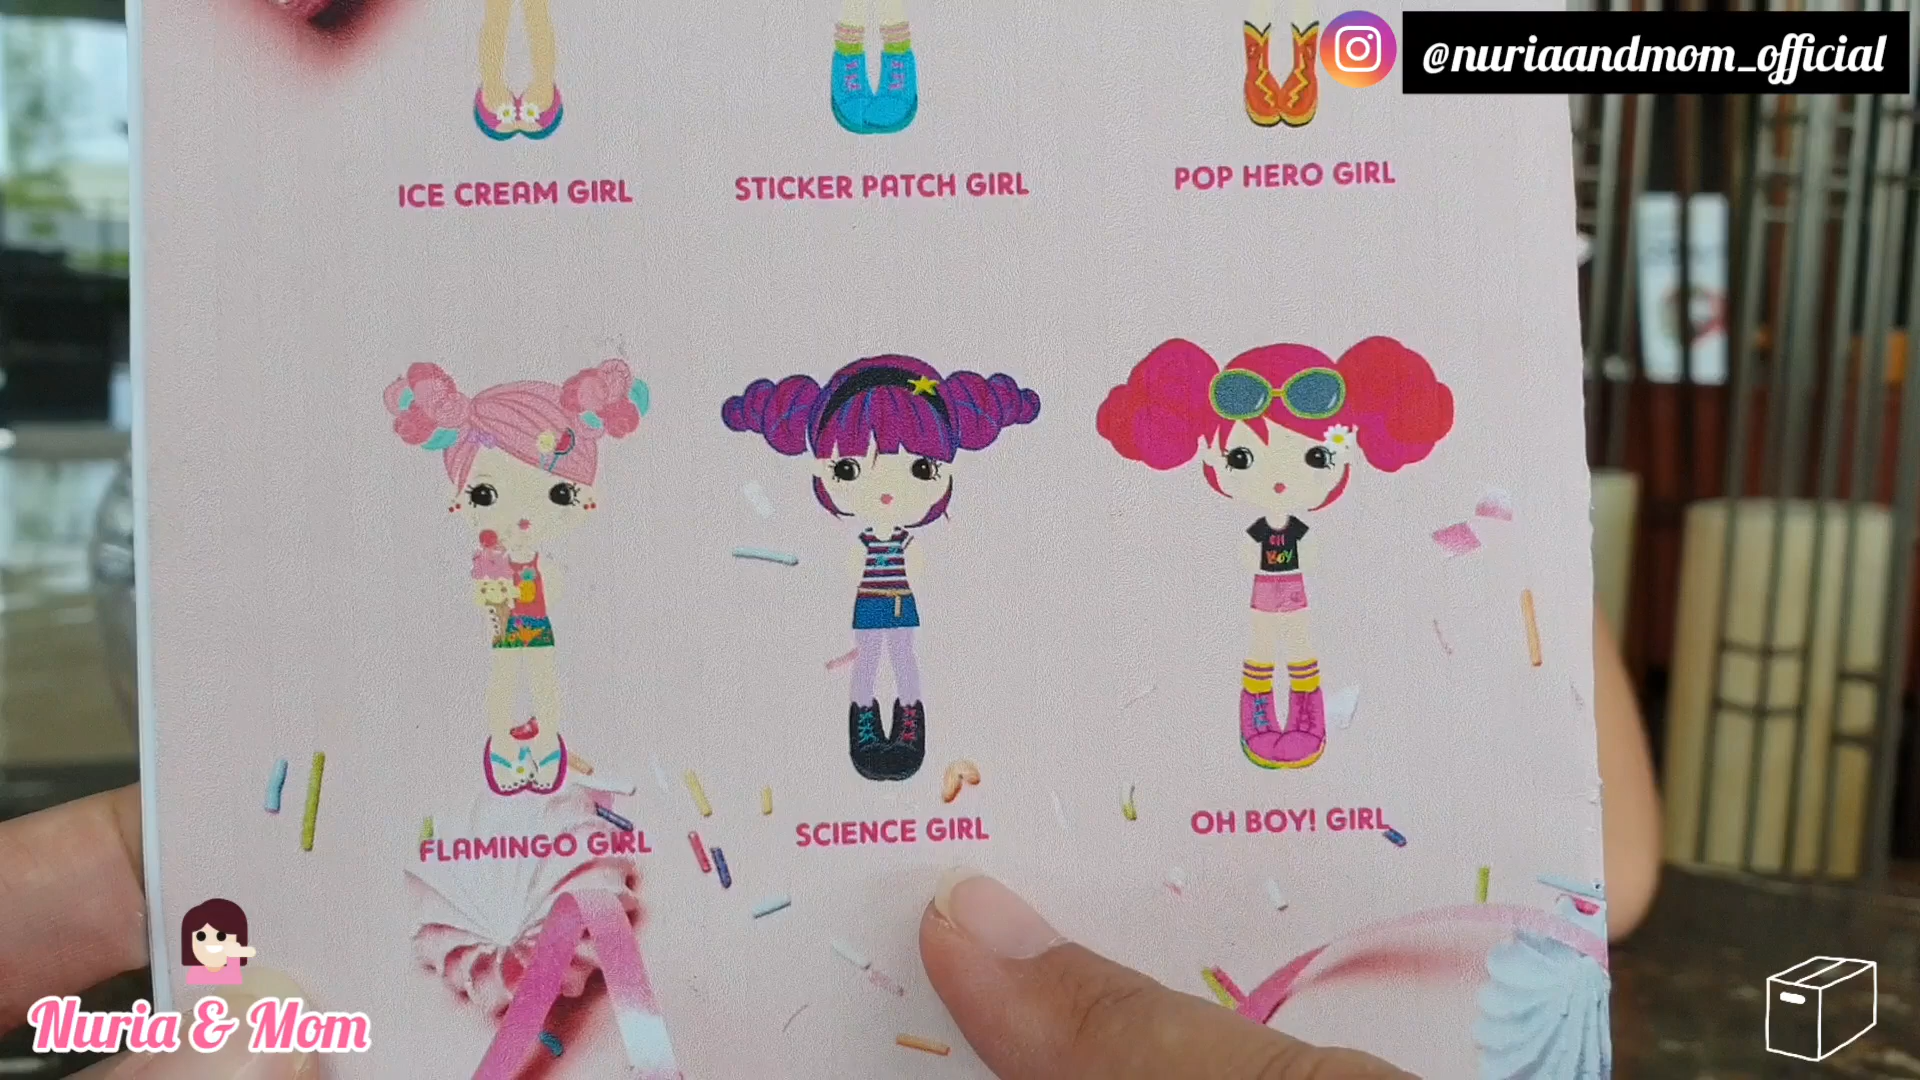 @nuriaandmom_official
ICE CREAM GIRL
STICKER PATCH GIRL
POP HERO GIRL
OH
BOY
FLAMINGO GIRL
SCIENCE GIRL
OH BOY! GIRL
Nuria & Mom